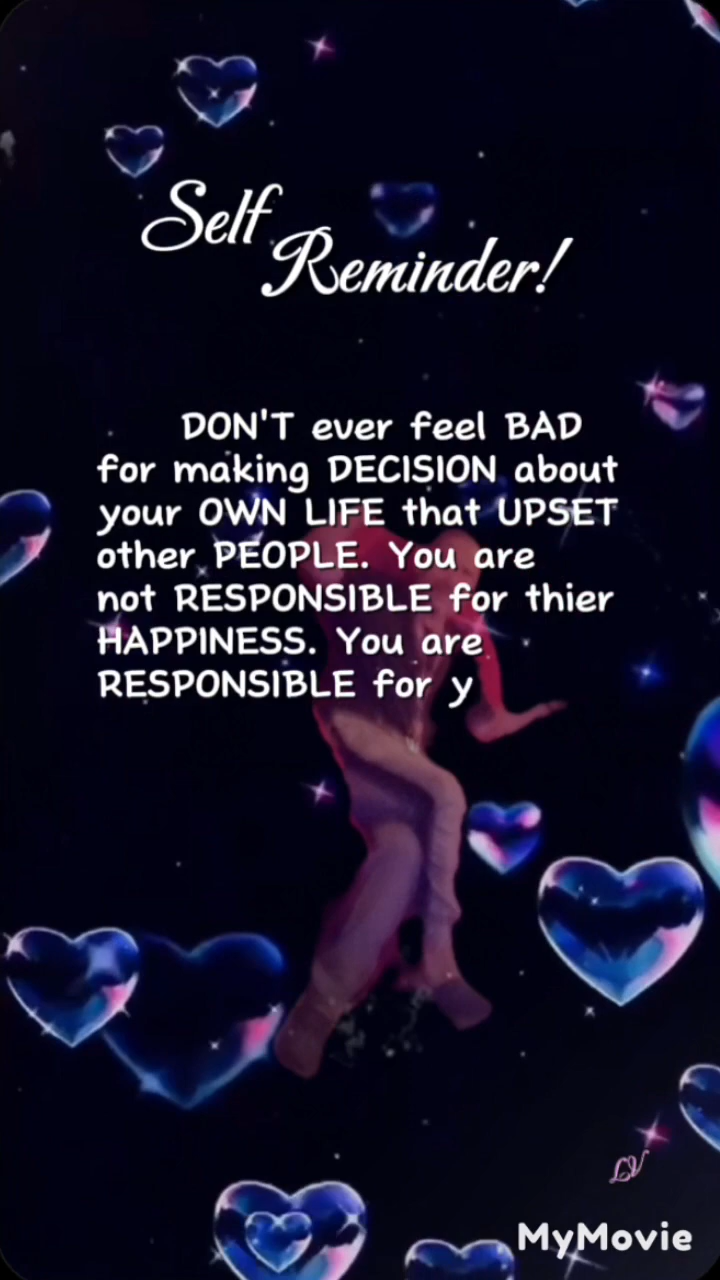 Self
Reminder!
DON'T ever feel BAD
for making DECISION about
your OWN LIFE that UPSET
other PEOPLE. You are
not RESPONSIBLE for thier
HAPPINESS. You are
RESPONSIBLE for y
LV
MyMovie